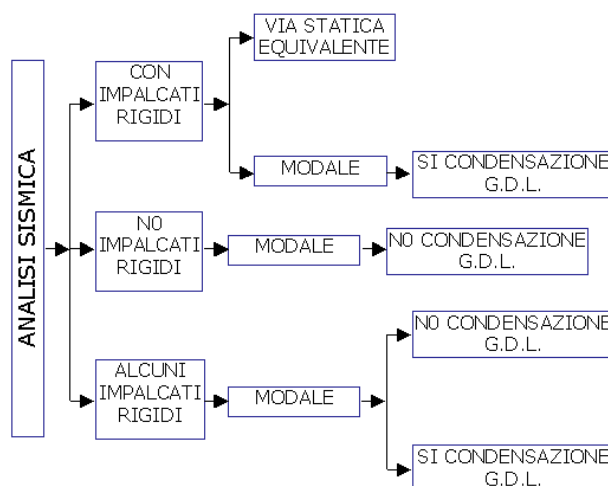 ANALISI SISMICA
CON
IMPALCATI
RIGIDI
VIA STATICA
EQUIVALENTE
MODALE
SI CONDENSAZIONE
G.D.L.
NO
IMPALCATI
RIGIDI
MODALE
NO CONDENSAZIONE
G.D.L.
ALCUNI
IMPALCATI
RIGIDI
MODALE
NO CONDENSAZIONE
G.D.L.
SI CONDENSAZIONE
G.D.L.